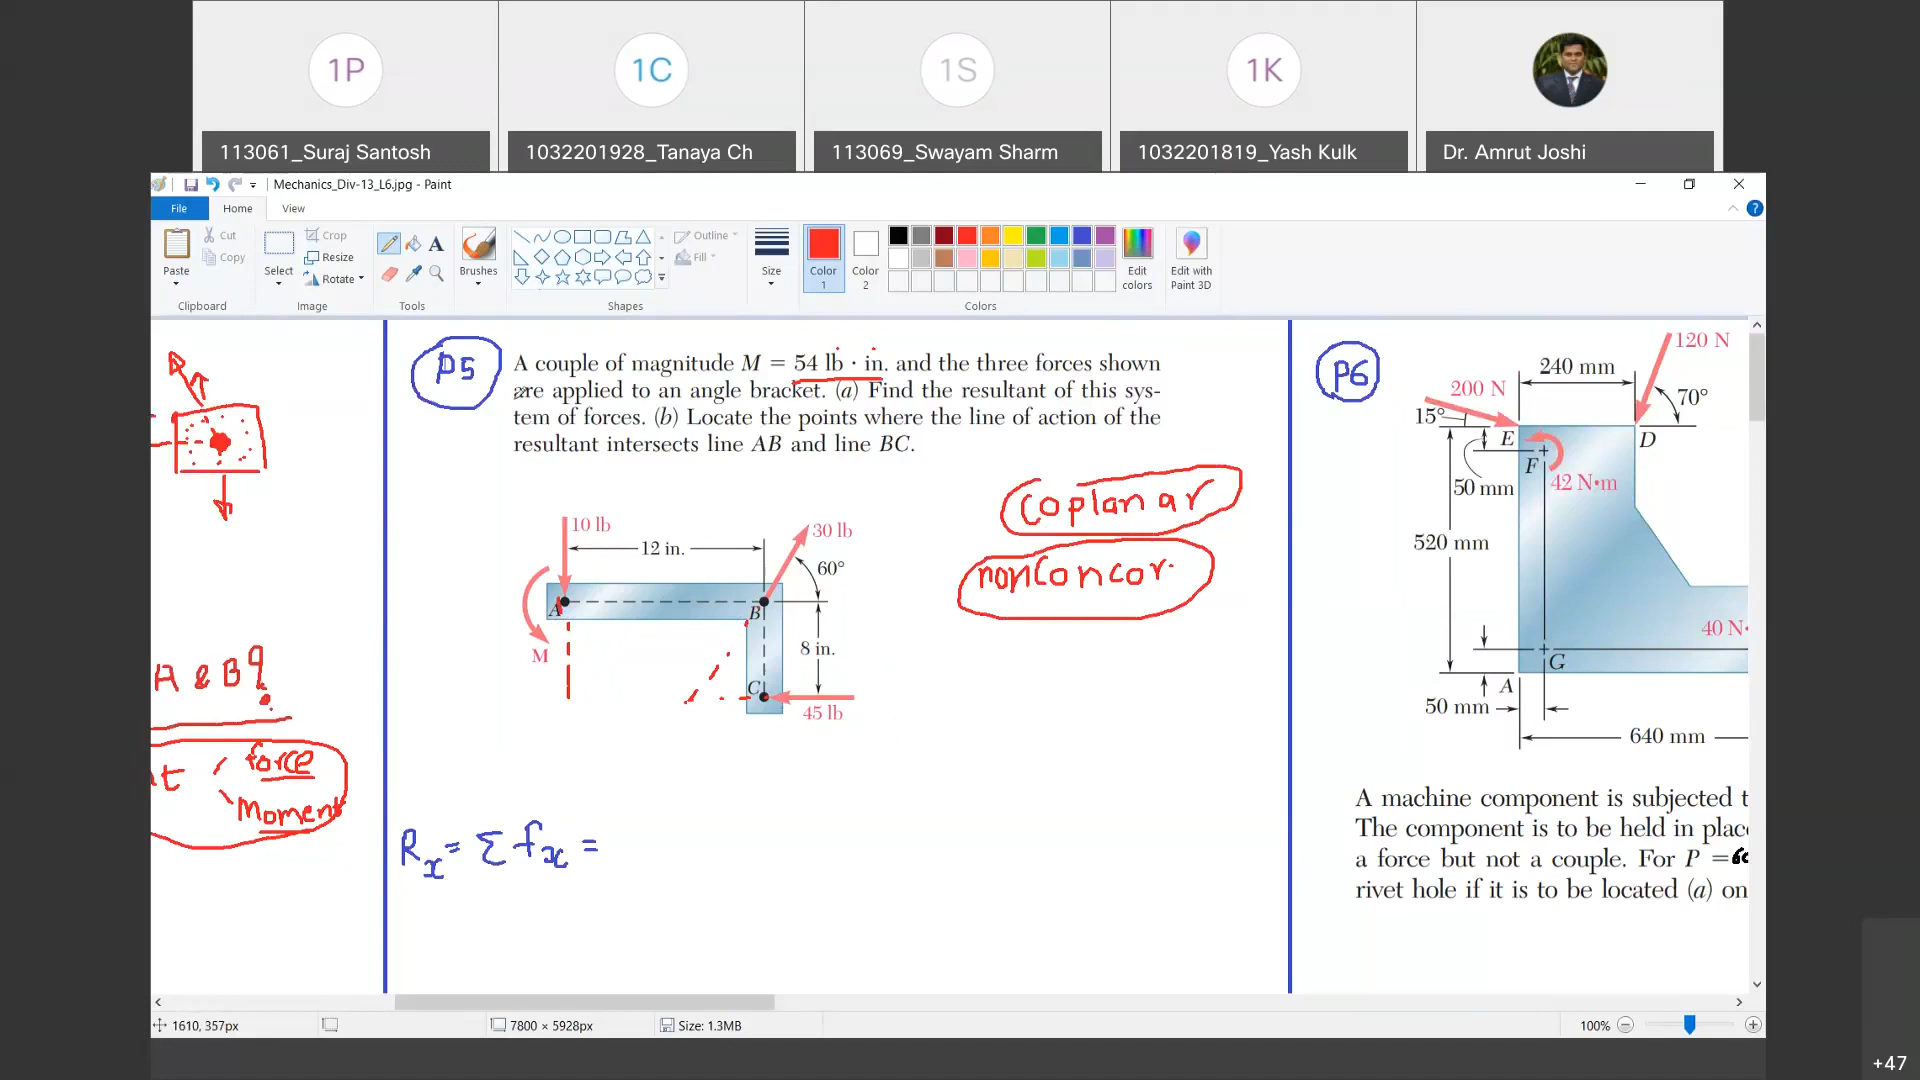 1P
1C
1S
1K
113061_Suraj Santosh
1032201928_Tanaya Ch
113069_Swayam Sharm
1032201819_Yash Kulk
Dr. Amrut Joshi
Mechanics_Div-13_L6.jpg - Paint
File
Home
View
Paste
Cut
Copy
Clipboard
Select
Crop
Resize
Rotate
Image
A
Tools
Brushes
Shapes
Outline
Fill
Size
Color
1
Color
2
Edit
colors
Colors
Edit with
Paint 3D
?
A & B?
force
Moment
P5
A couple of magnitude M = 54 lb · in. and the three forces shown
are applied to an angle bracket. (a) Find the resultant of this sys-
tem of forces. (b) Locate the points where the line of action of the
resultant intersects line AB and line BC.
coplanar
nonconcor.
10 lb
12 in.
30 lb
60°
A
B
M
8 in.
C
45 lb
Rx = Σ fx =
P6
120 N
240 mm
200 N
70°
15°
E
D
F
50 mm
42 N•m
520 mm
40 N•
G
A
50 mm
640 mm
A machine component is subjected t
The component is to be held in place
a force but not a couple. For P =
rivet hole if it is to be located (a) on
1610, 357px
7800 × 5928px
Size: 1.3MB
100%
+47